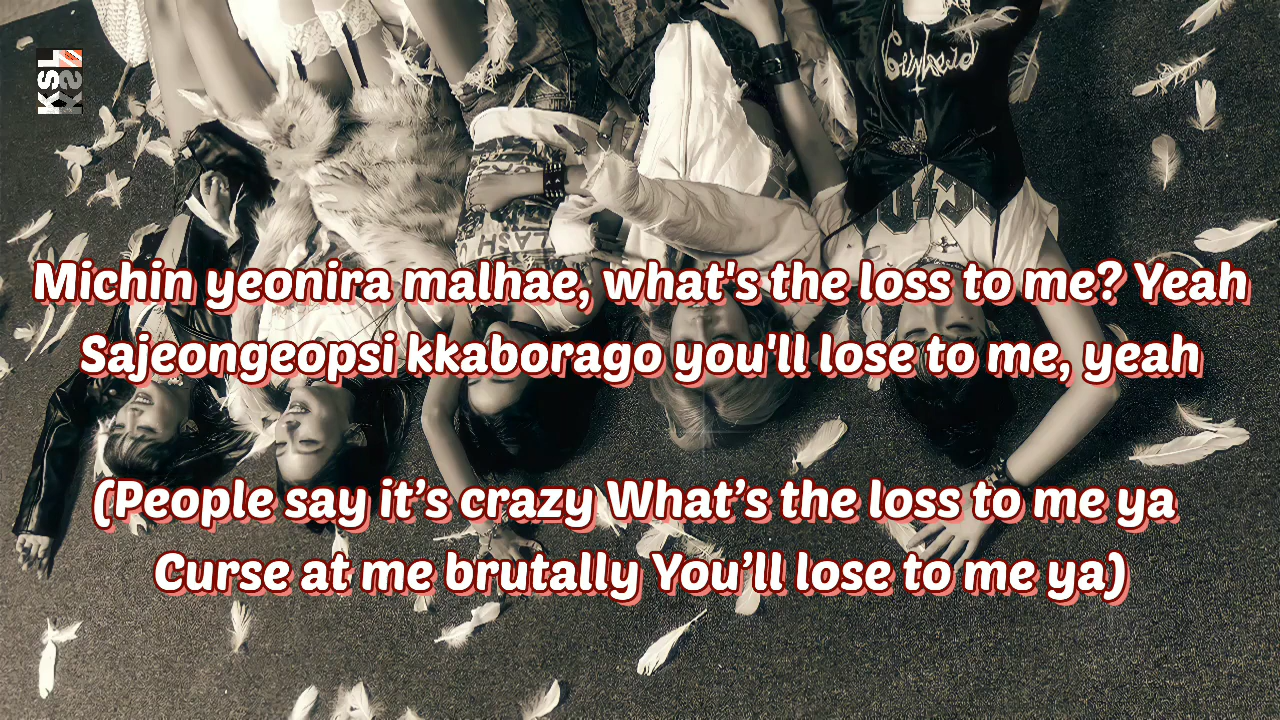 KSL
Michin yeonira malhae, what's the loss to me? Yeah
Sajeongeopsi kkaborago you'll lose to me, yeah
(People say it’s crazy What’s the loss to me ya
Curse at me brutally You’ll lose to me ya)